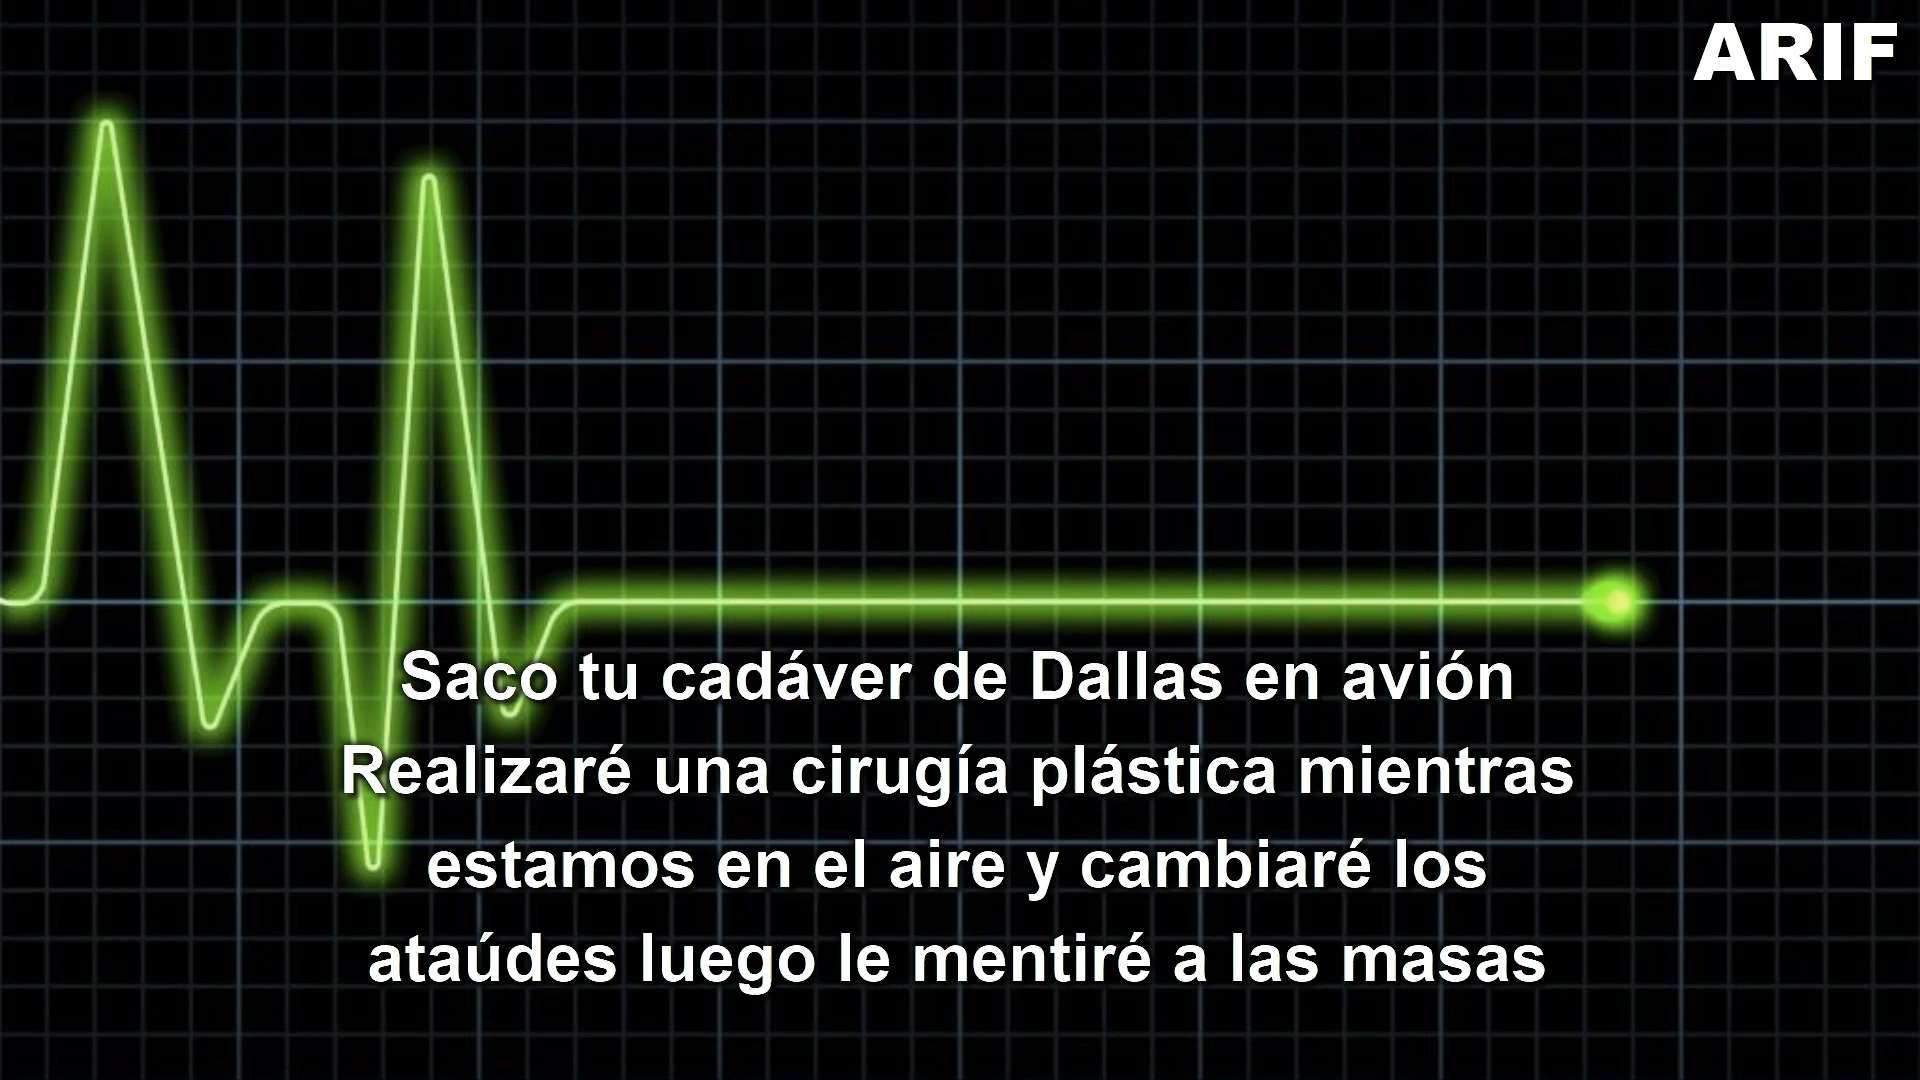 ARIF
Saco tu cadáver de Dallas en avión
Realizaré una cirugía plástica mientras
estamos en el aire y cambiaré los
ataúdes luego le mentiré a las masas